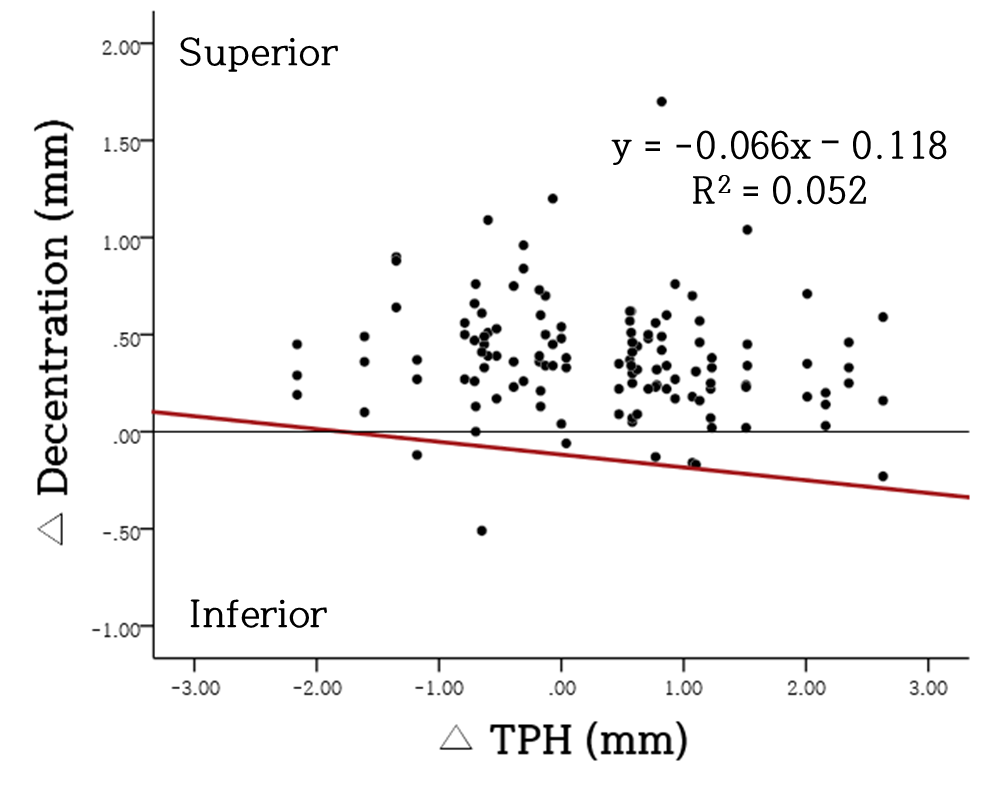 2.00
Superior
1.50
y = -0.066x - 0.118
R² = 0.052
1.00
.50
.00
-.50
-1.00
Inferior
△ Decentration (mm)
-3.00 -2.00 -1.00 .00 1.00 2.00 3.00
△ TPH (mm)